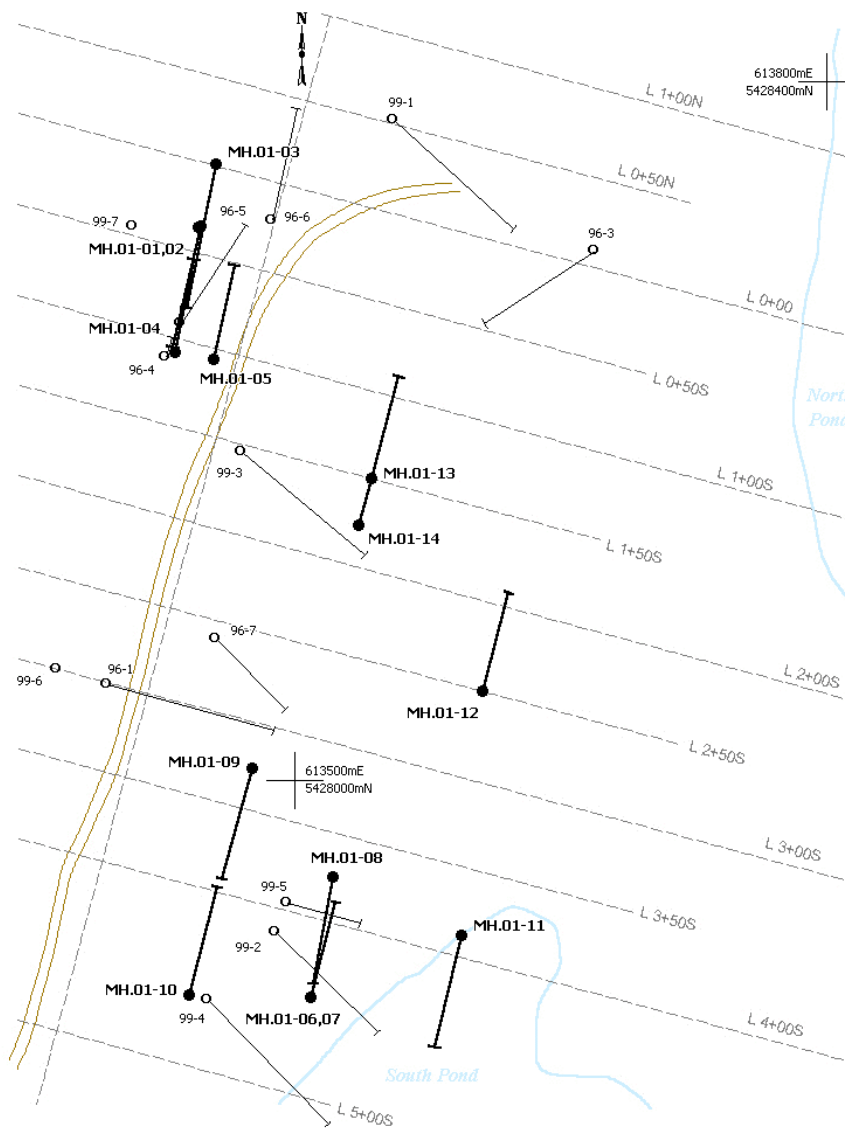 N
613800mE
5428400mN
L 1+00N
99-1
MH.01-03
L 0+50N
96-5
96-6
99-7
96-3
MH.01-01,02
L 0+00
MH.01-04
96-4
MH.01-05
L 0+50S
North
Pond
99-3
MH.01-13
L 1+00S
MH.01-14
L 1+50S
96-7
99-6
96-1
L 2+00S
MH.01-12
L 2+50S
MH.01-09
613500mE
5428000mN
L 3+00S
MH.01-08
99-5
L 3+50S
MH.01-11
99-2
MH.01-10
99-4
MH.01-06,07
L 4+00S
South Pond
L 5+00S